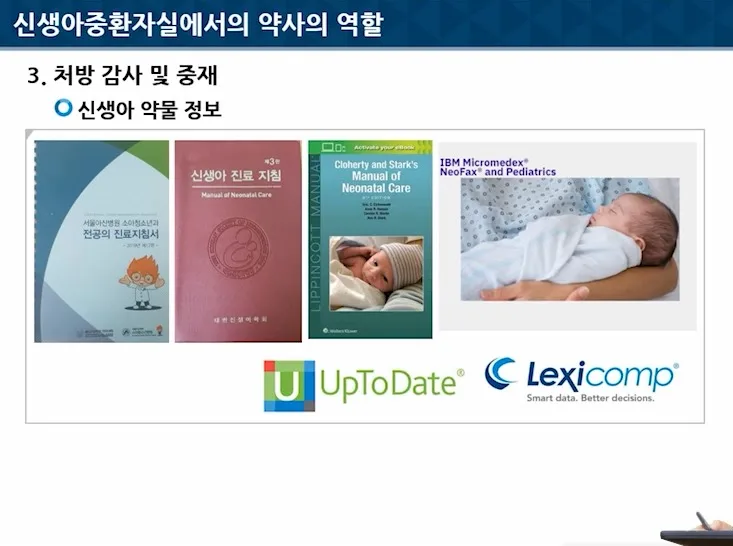 신생아중환자실에서의 약사의 역할
3. 처방 감사 및 중재
신생아 약물 정보
서울아산병원 소아청소년과
전공의 진료지침서
제3판
신생아 진료 지침
Manual of Neonatal Care
대한신생아학회
LIPPINCOTT MANUAL
Activate your eBook
Cloherty and Stark's
Manual of
Neonatal Care
IBM Micromedex®
NeoFax® and Pediatrics
U UpToDate®
Lexicomp®
Smart data. Better decisions.